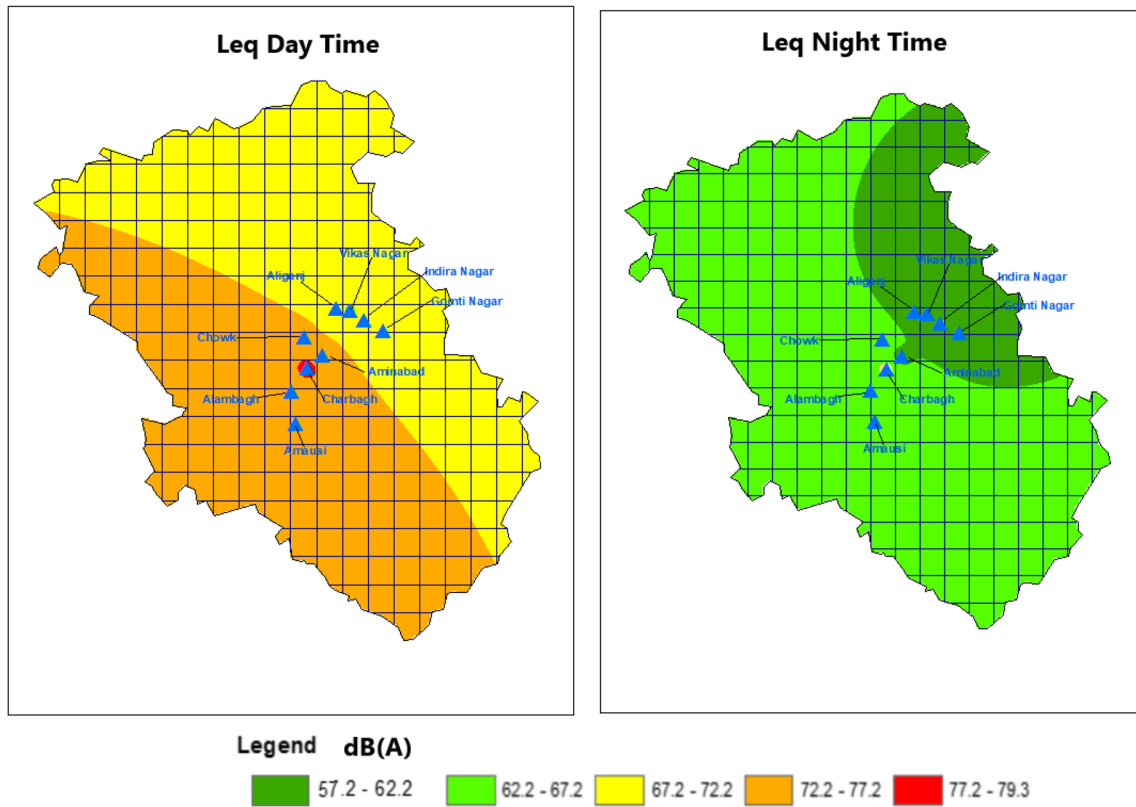 Leq Day Time
Vikas Nagar
Indira Nagar
Aliganj
Gomti Nagar
Chowk
Aminabad
Alambagh
Charbagh
Amausi
Leq Night Time
Vikas Nagar
Indira Nagar
Aliganj
Gomti Nagar
Chowk
Aminabad
Alambagh
Charbagh
Amausi
Legend dB(A)
57.2 - 62.2 62.2 - 67.2 67.2 - 72.2 72.2 - 77.2 77.2 - 79.3